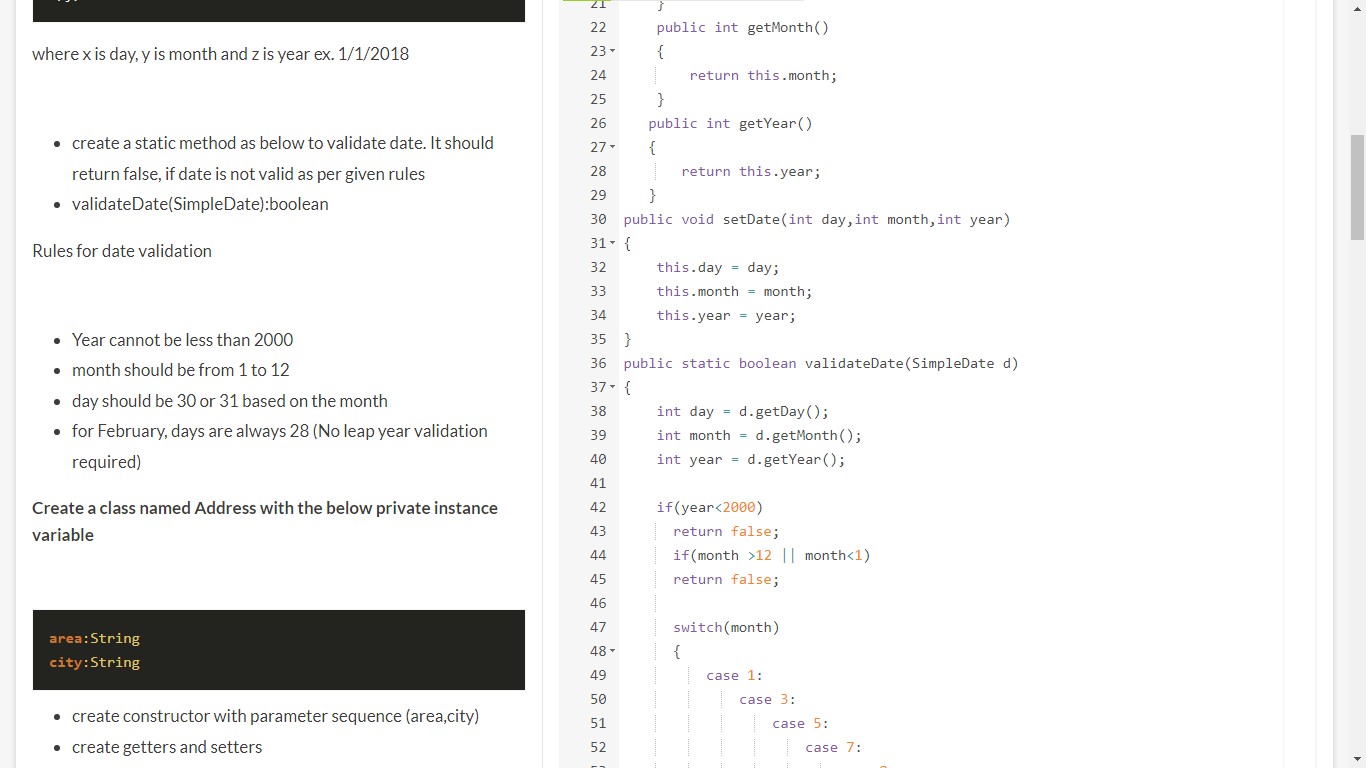 where x is day, y is month and z is year ex. 1/1/2018
create a static method as below to validate date. It should
return false, if date is not valid as per given rules
validateDate(SimpleDate):boolean
Rules for date validation
Year cannot be less than 2000
month should be from 1 to 12
day should be 30 or 31 based on the month
for February, days are always 28 (No leap year validation
required)
Create a class named Address with the below private instance
variable
area:String
city:String
create constructor with parameter sequence (area,city)
create getters and setters
21 }
22 public int getMonth()
23 {
24 return this.month;
25 }
26 public int getYear()
27 {
28 return this.year;
29 }
30 public void setDate(int day,int month,int year)
31 {
32 this.day = day;
33 this.month = month;
34 this.year = year;
35 }
36 public static boolean validateDate(SimpleDate d)
37 {
38 int day = d.getDay();
39 int month = d.getMonth();
40 int year = d.getYear();
41
42 if(year<2000)
43 return false;
44 if(month >12 || month<1)
45 return false;
46
47 switch(month)
48 {
49 case 1:
50 case 3:
51 case 5:
52 case 7: